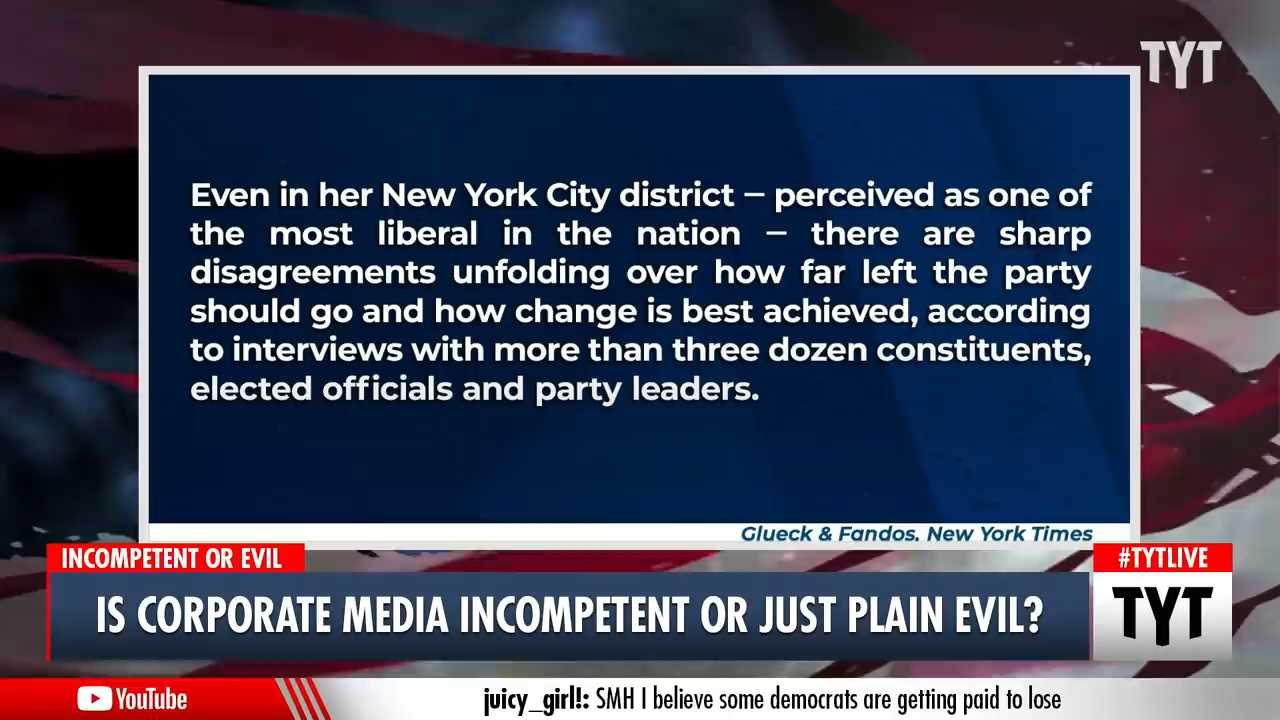 TYT
Even in her New York City district – perceived as one of
the most liberal in the nation – there are sharp
disagreements unfolding over how far left the party
should go and how change is best achieved, according
to interviews with more than three dozen constituents,
elected officials and party leaders.
Glueck & Fandos, New York Times
INCOMPETENT OR EVIL
#TYTLIVE
IS CORPORATE MEDIA INCOMPETENT OR JUST PLAIN EVIL?
TYT
YouTube
juicy_girl!: SMH I believe some democrats are getting paid to lose